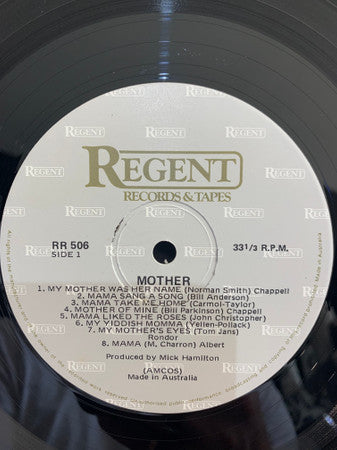 REGENT
RECORDS & TAPES
RR 506
SIDE 1
33 1/3 R.P.M.
MOTHER
1. MY MOTHER WAS HER NAME (Norman Smith) Chappell
2. MAMA SANG A SONG (Bill Anderson)
3. MAMA TAKE ME HOME (Carmol-Taylor)
4. MOTHER OF MINE (Bill Parkinson) Chappell
5. MAMA LIKED THE ROSES (John Christopher)
6. MY YIDDISH MOMMA (Yellen-Pollack)
7. MY MOTHER'S EYES (Tom Jans)
Rondor
8. MAMA (M. Charron) Albert
Produced by Mick Hamilton
(AMCOS)
Made in Australia